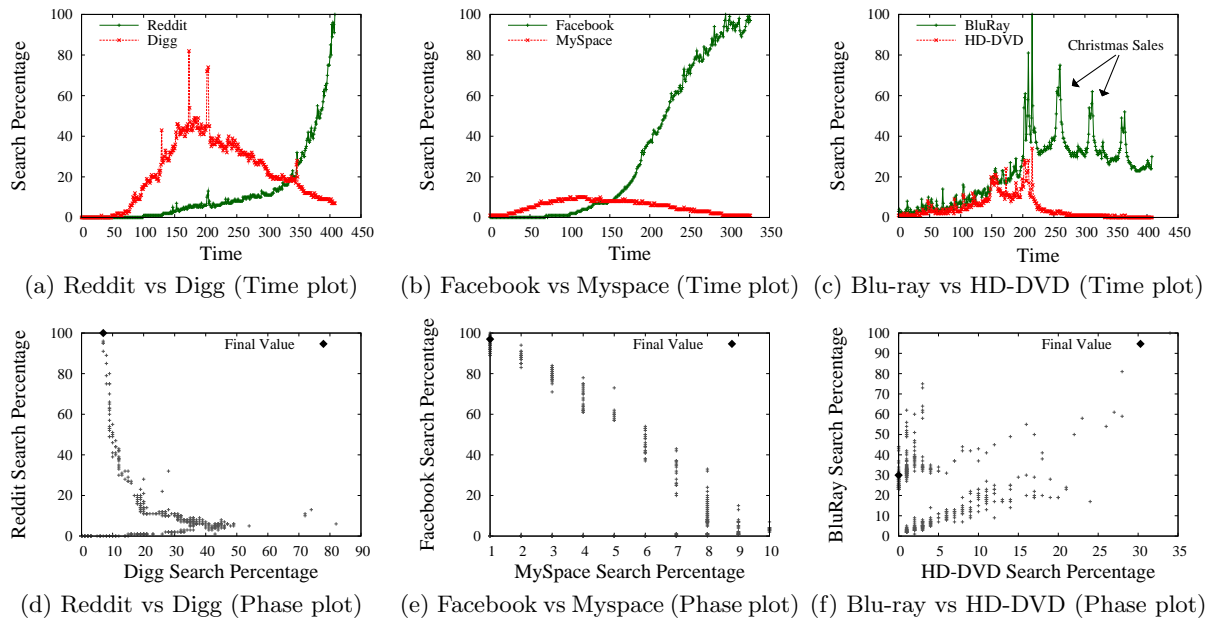 Search Percentage
100
80
60
40
20
0
Reddit
Digg
0 50 100 150 200 250 300 350 400 450
Time
(a) Reddit vs Digg (Time plot)
Search Percentage
100
80
60
40
20
0
Facebook
MySpace
0 50 100 150 200 250 300 350
Time
(b) Facebook vs Myspace (Time plot)
Search Percentage
100
80
60
40
20
0
BluRay
HD-DVD
Christmas Sales
0 50 100 150 200 250 300 350 400 450
Time
(c) Blu-ray vs HD-DVD (Time plot)
Reddit Search Percentage
100
80
60
40
20
0
Final Value
0 10 20 30 40 50 60 70 80 90
Digg Search Percentage
(d) Reddit vs Digg (Phase plot)
Facebook Search Percentage
100
80
60
40
20
0
Final Value
1 2 3 4 5 6 7 8 9 10
MySpace Search Percentage
(e) Facebook vs Myspace (Phase plot)
BluRay Search Percentage
100
90
80
70
60
50
40
30
20
10
0
Final Value
0 5 10 15 20 25 30 35
HD-DVD Search Percentage
(f) Blu-ray vs HD-DVD (Phase plot)